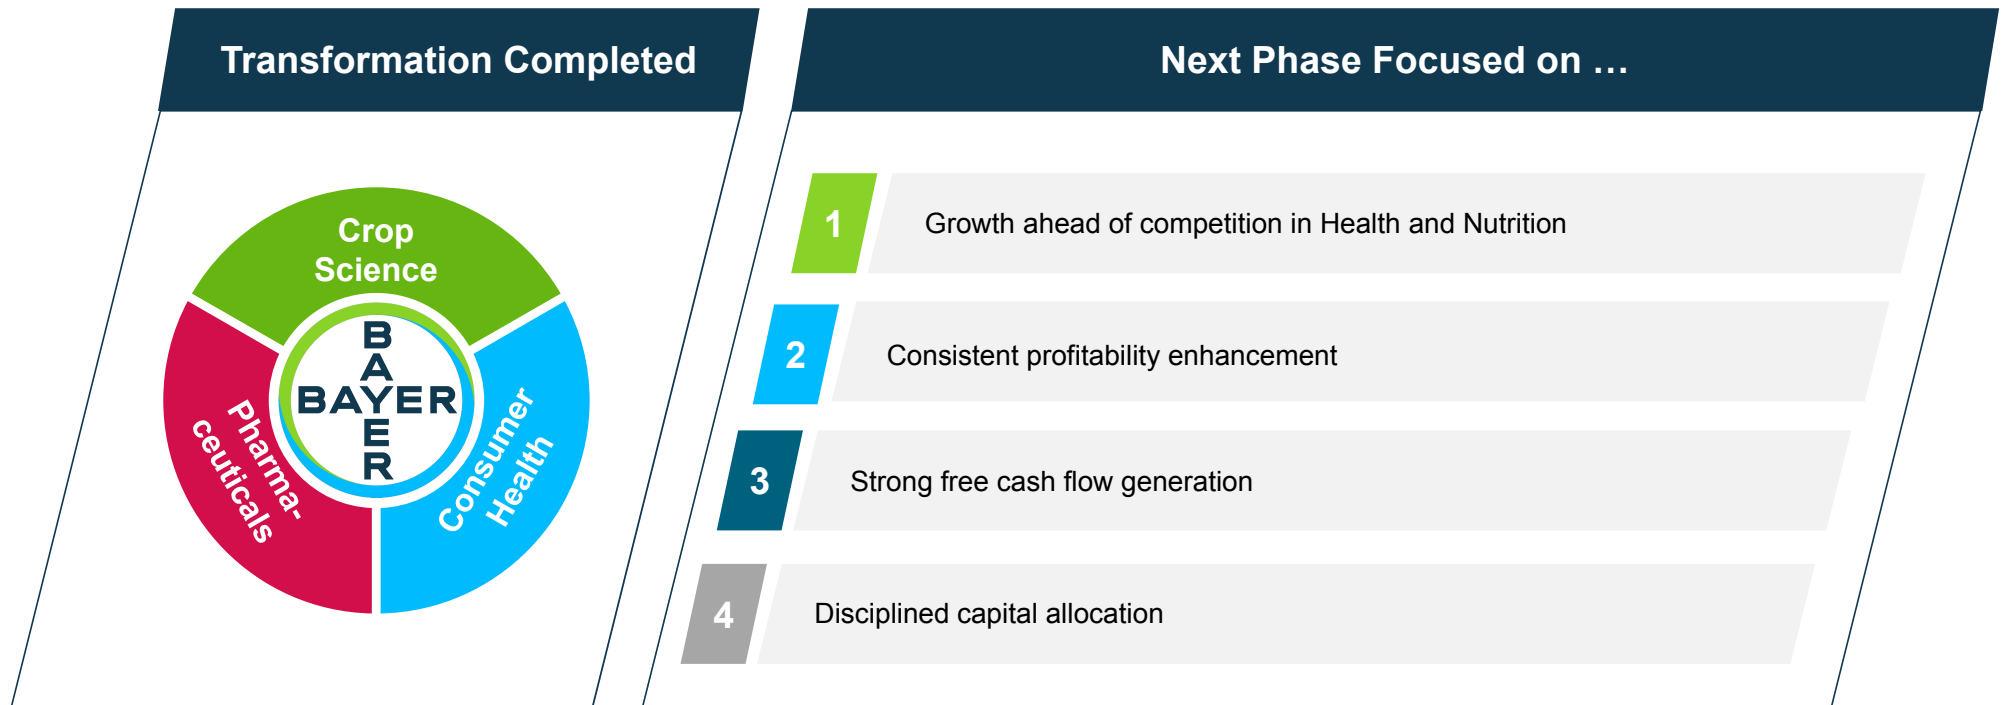 Transformation Completed
Crop
Science
Pharma-
ceuticals
Consumer
Health
BAYER
BAYER
Next Phase Focused on …
1
Growth ahead of competition in Health and Nutrition
2
Consistent profitability enhancement
3
Strong free cash flow generation
4
Disciplined capital allocation